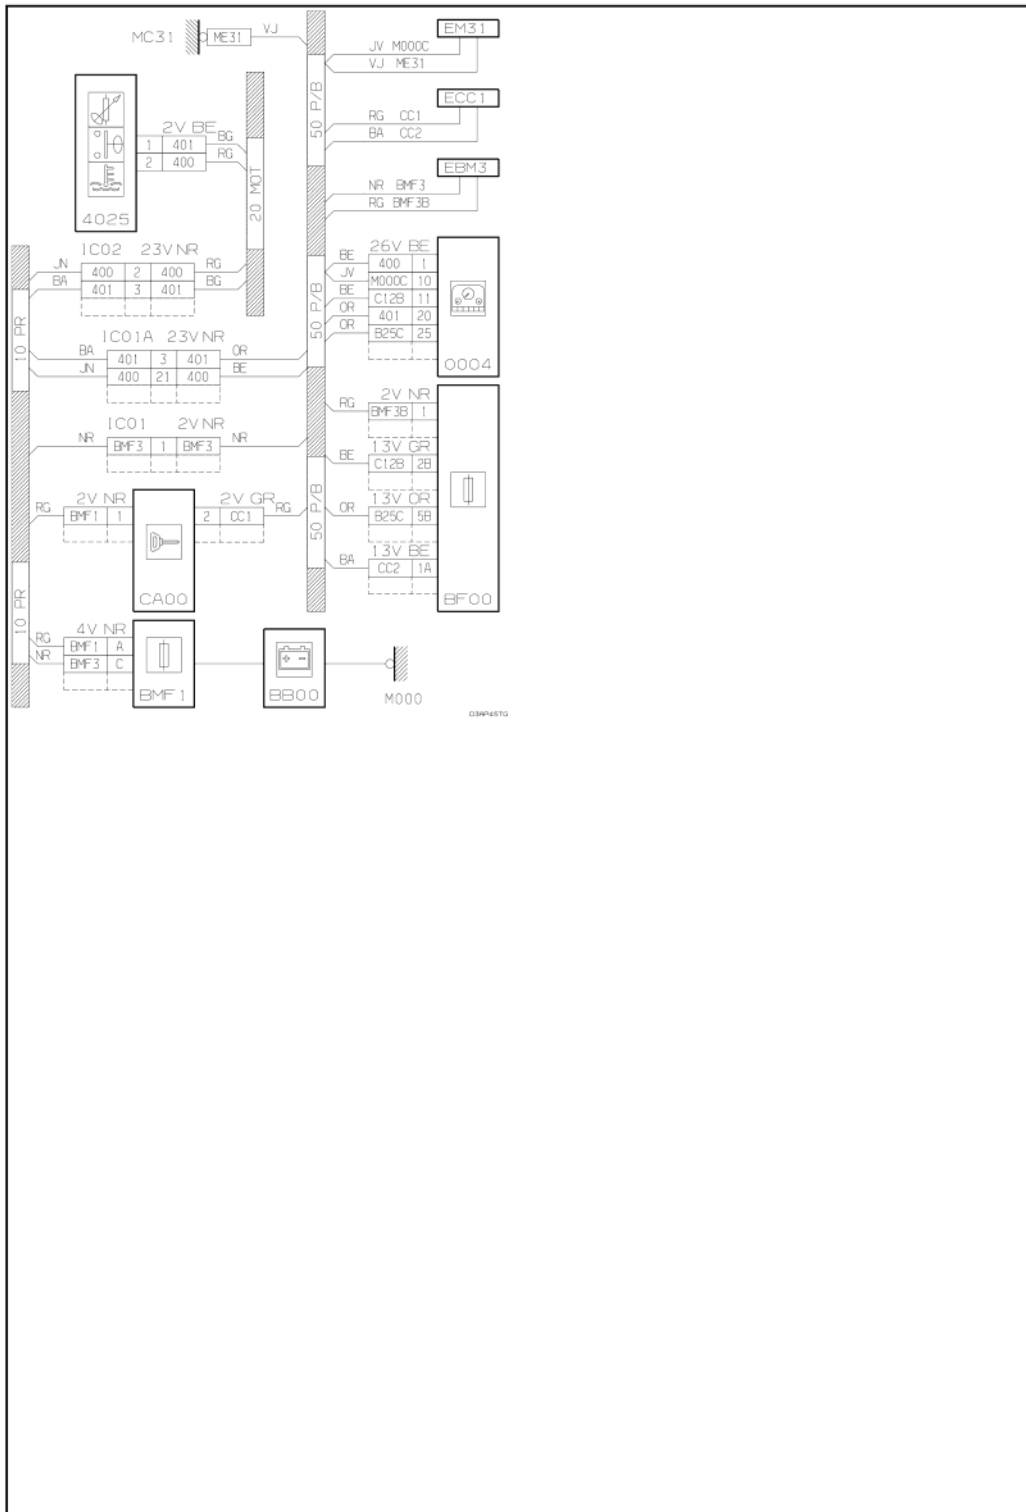 MC31 ME31 VJ
EM31
JV M000C
VJ ME31
50 P/B
ECC1
RG CC1
BA CC2
2V BE
1 401 BG
2 400 RG
4025
20 MOT
EBM3
NR BMF3
RG BMF3B
1C02 23V NR
JN 400 2 400 RG
BA 401 3 401 BG
10 PR
50 P/B
26V BE
BE 400 1
JV M000C 10
BE C12B 11
OR 401 20
OR B25C 25
0004
1C01A 23V NR
BA 401 3 401 OR
JN 400 21 400 BE
1C01 2V NR
NR BMF3 1 BMF3 NR
2V NR
RG BMF3B 1
13V GR
BE C12B 2B
13V OR
OR B25C 5B
13V BE
BA CC2 1A
BF00
2V NR
RG BMF1 1
2V GR
2 CC1 RG
CA00
50 P/B
10 PR
4V NR
RG BMF1 A
NR BMF3 C
BMF1
BB00
+ -
M000
D3AP45TG